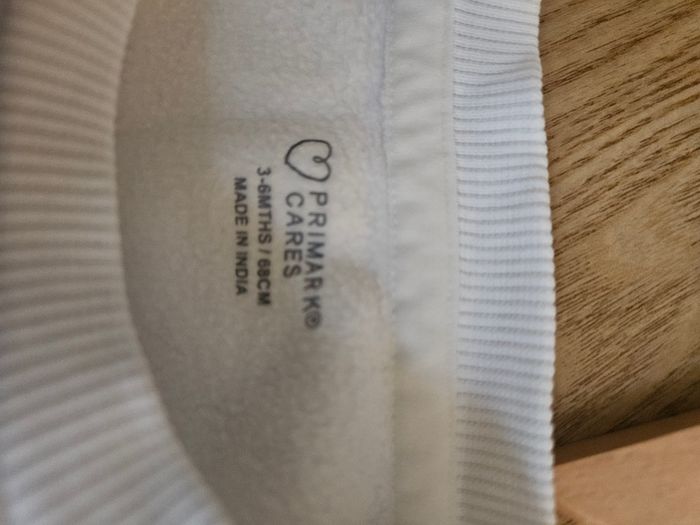 PRIMARK®
CARES
3-6MTHS / 68CM
MADE IN INDIA